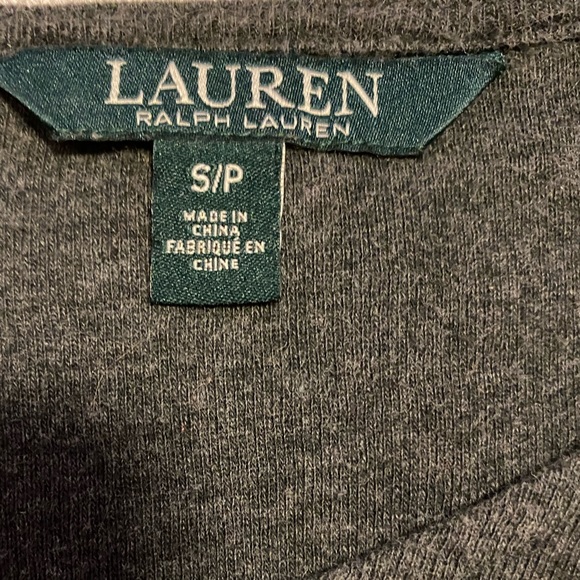 LAUREN
RALPH LAUREN
S/P
MADE IN
CHINA
FABRIQUÉ EN
CHINE